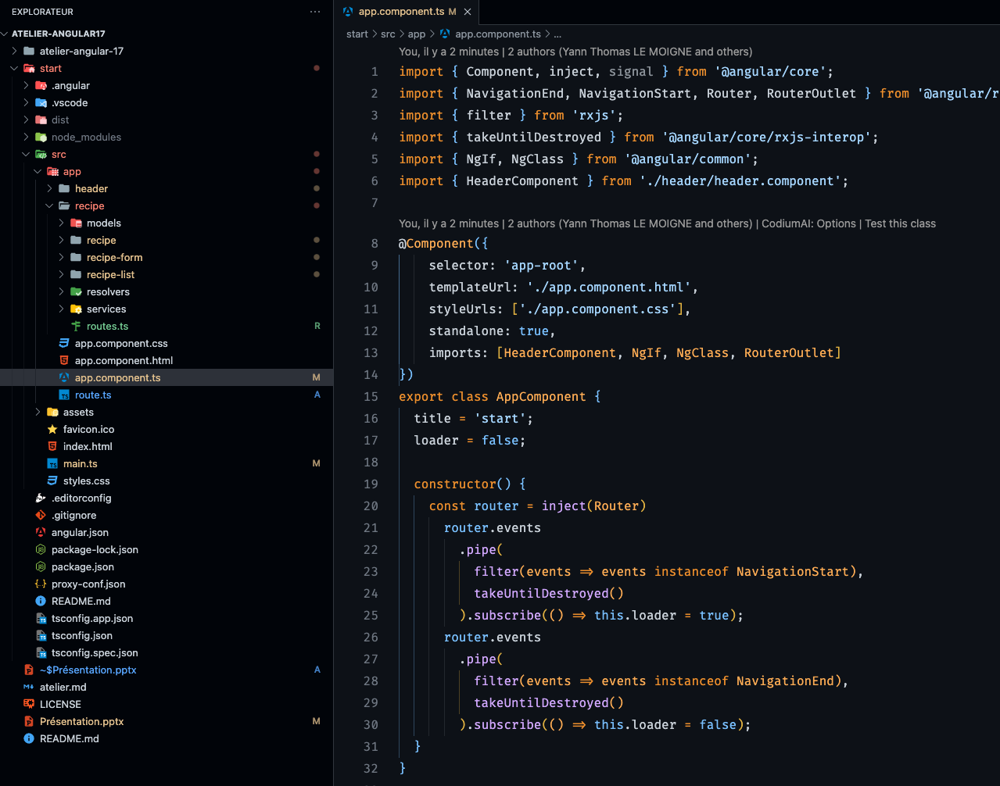 EXPLORATEUR
ATELIER-ANGULAR17
atelier-angular-17
start
.angular
.vscode
dist
node_modules
src
app
header
recipe
models
recipe
recipe-form
recipe-list
resolvers
services
routes.ts R
app.component.css
app.component.html
app.component.ts M
route.ts A
assets
favicon.ico
index.html
main.ts M
styles.css
.editorconfig
.gitignore
angular.json
package-lock.json
package.json
proxy-conf.json
README.md
tsconfig.app.json
tsconfig.json
tsconfig.spec.json
~$Présentation.pptx A
atelier.md
LICENSE
Présentation.pptx M
README.md
app.component.ts M
start > src > app > app.component.ts > ...
You, il y a 2 minutes | 2 authors (Yann Thomas LE MOIGNE and others)
1 import { Component, inject, signal } from '@angular/core';
2 import { NavigationEnd, NavigationStart, Router, RouterOutlet } from '@angular/r
3 import { filter } from 'rxjs';
4 import { takeUntilDestroyed } from '@angular/core/rxjs-interop';
5 import { NgIf, NgClass } from '@angular/common';
6 import { HeaderComponent } from './header/header.component';
7
You, il y a 2 minutes | 2 authors (Yann Thomas LE MOIGNE and others) | CodiumAI: Options | Test this class
8 @Component({
9 selector: 'app-root',
10 templateUrl: './app.component.html',
11 styleUrls: ['./app.component.css'],
12 standalone: true,
13 imports: [HeaderComponent, NgIf, NgClass, RouterOutlet]
14 })
15 export class AppComponent {
16 title = 'start';
17 loader = false;
18
19 constructor() {
20 const router = inject(Router)
21 router.events
22 .pipe(
23 filter(events => events instanceof NavigationStart),
24 takeUntilDestroyed()
25 ).subscribe(() => this.loader = true);
26 router.events
27 .pipe(
28 filter(events => events instanceof NavigationEnd),
29 takeUntilDestroyed()
30 ).subscribe(() => this.loader = false);
31 }
32 }